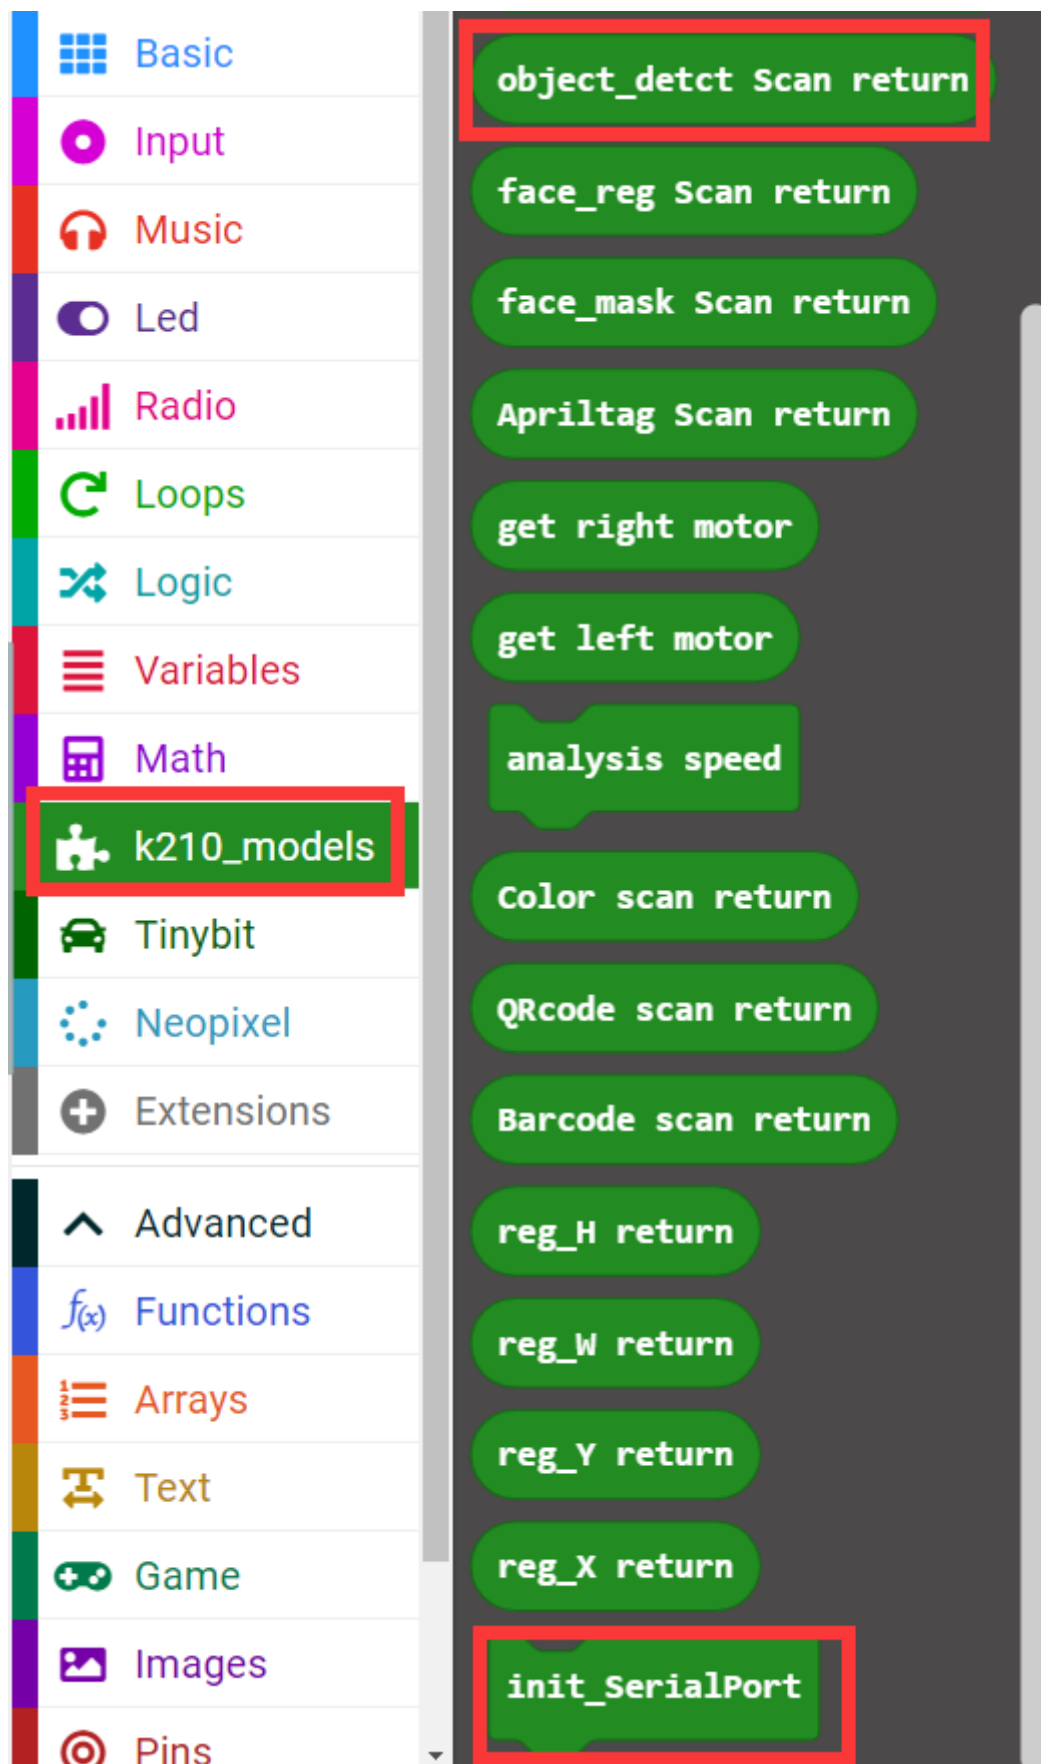 Basic
Input
Music
Led
Radio
Loops
Logic
Variables
Math
k210_models
Tinybit
Neopixel
Extensions
Advanced
f(x) Functions
1
2
3
Arrays
T Text
Game
Images
Pins
object_detct Scan return
face_reg Scan return
face_mask Scan return
Apriltag Scan return
get right motor
get left motor
analysis speed
Color scan return
QRcode scan return
Barcode scan return
reg_H return
reg_W return
reg_Y return
reg_X return
init_SerialPort